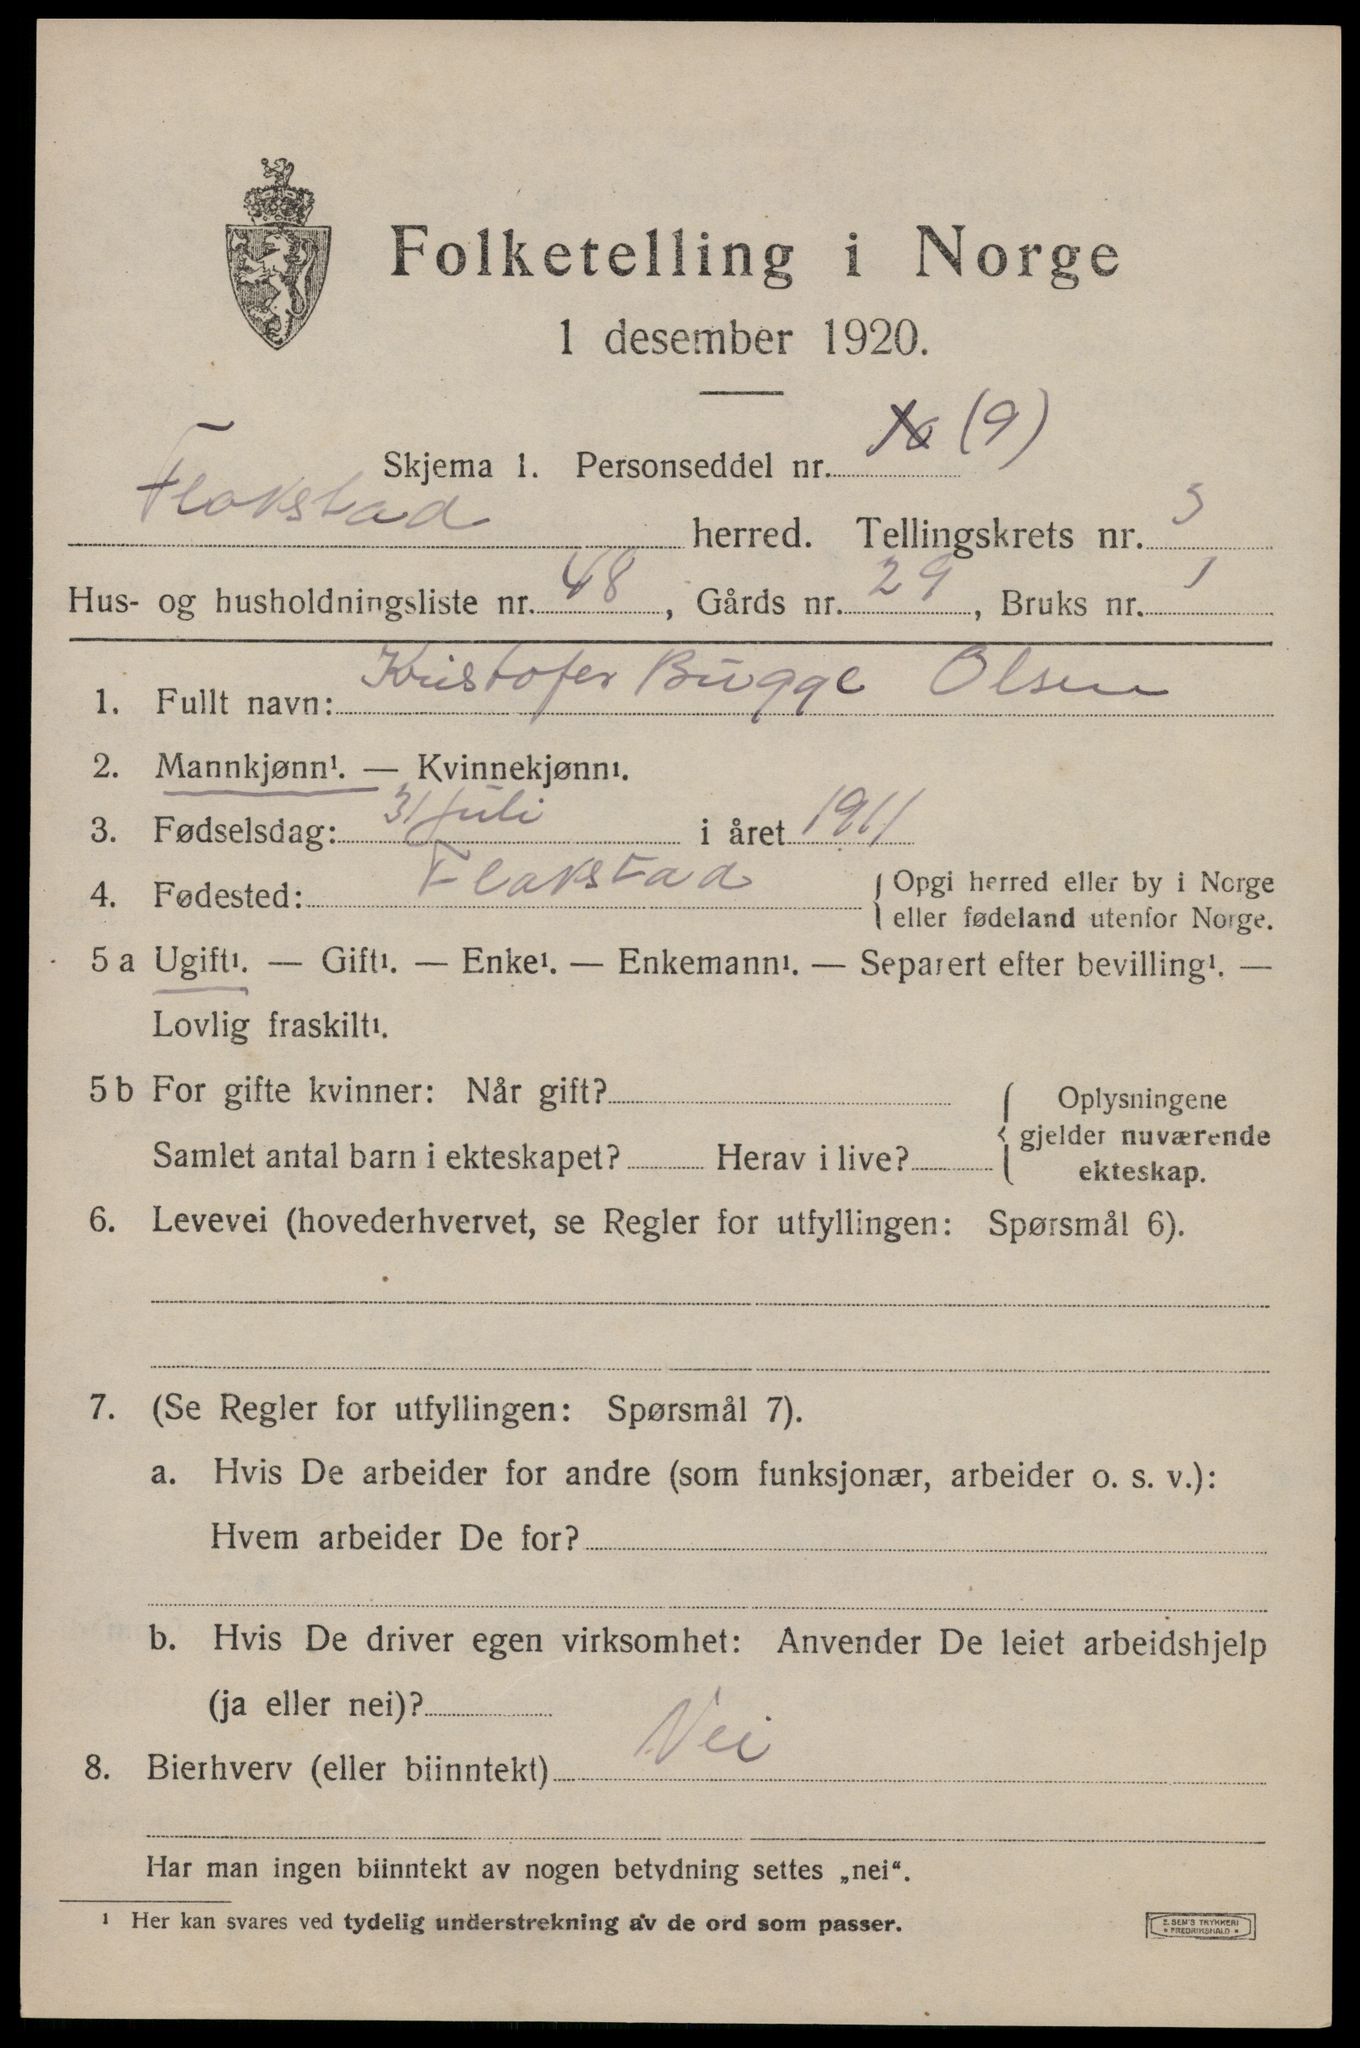 Folketelling i Norge
1 desember 1920.
Skjema 1. Personseddel nr. (9)
Flakstad herred. Tellingskrets nr. 3
Hus- og husholdningsliste nr. 48, Gårds nr. 29, Bruks nr. 1
1. Fullt navn: Kristofer Bugge Olsen
2. Mannkjønn¹. — Kvinnekjønn¹.
3. Fødselsdag: 31 juli i året 1911
4. Fødested: Flakstad { Opgi herred eller by i Norge
eller fødeland utenfor Norge.
5 a Ugift¹. — Gift¹. — Enke¹. — Enkemann¹. — Separert efter bevilling¹. —
Lovlig fraskilt¹.
5 b For gifte kvinner: Når gift? { Oplysningene
gjelder nuværende
ekteskap.
Samlet antal barn i ekteskapet? Herav i live?
6. Levevei (hovederhvervet, se Regler for utfyllingen: Spørsmål 6).
7. (Se Regler for utfyllingen: Spørsmål 7).
a. Hvis De arbeider for andre (som funksjonær, arbeider o. s. v.):
Hvem arbeider De for?
b. Hvis De driver egen virksomhet: Anvender De leiet arbeidshjelp
(ja eller nei)?
8. Bierhverv (eller biinntekt) Nei
Har man ingen biinntekt av nogen betydning settes „nei“.
¹ Her kan svares ved tydelig understrekning av de ord som passer.
E. SEM'S TRYKKERI
* FREDRIKSHALD *